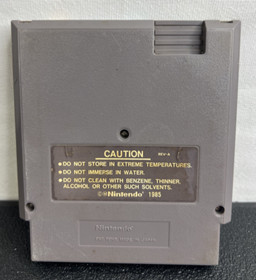 CAUTION
REV-A
• DO NOT STORE IN EXTREME TEMPERATURES.
• DO NOT IMMERSE IN WATER.
• DO NOT CLEAN WITH BENZENE, THINNER,
ALCOHOL OR OTHER SUCH SOLVENTS.
©®Nintendo 1985
Nintendo